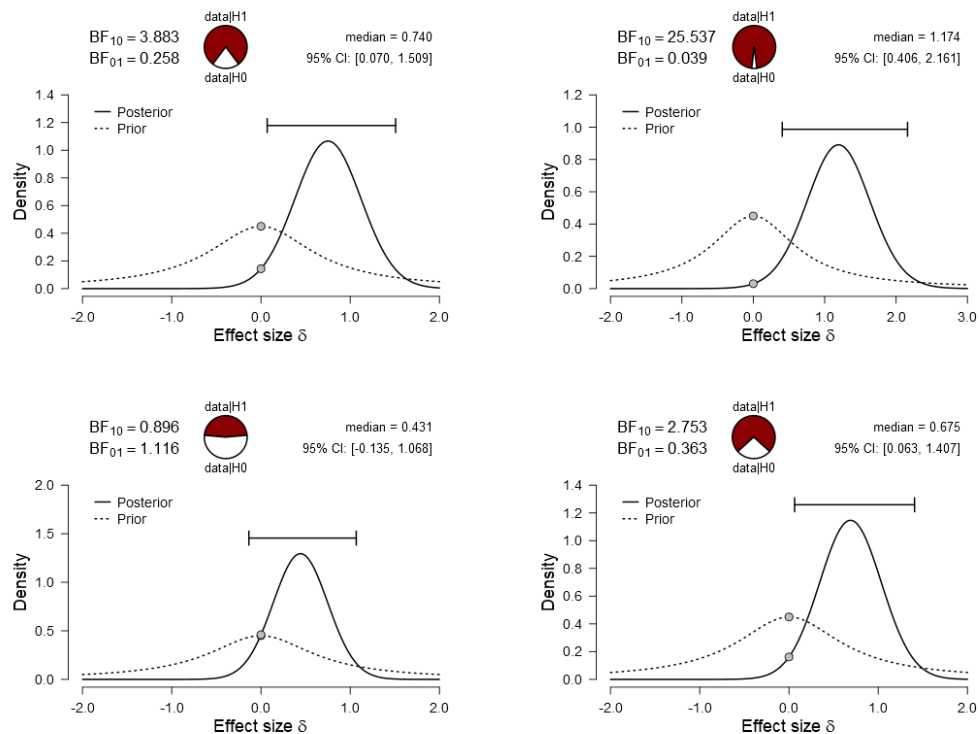 data|H1
BF10 = 3.883
BF01 = 0.258
data|H0
median = 0.740
95% CI: [0.070, 1.509]
Posterior
Prior
Density
1.4
1.2
1.0
0.8
0.6
0.4
0.2
0.0
-2.0 -1.0 0.0 1.0 2.0
Effect size δ
data|H1
BF10 = 25.537
BF01 = 0.039
data|H0
median = 1.174
95% CI: [0.406, 2.161]
Posterior
Prior
Density
1.2
1.0
0.8
0.6
0.4
0.2
0.0
-2.0 -1.0 0.0 1.0 2.0 3.0
Effect size δ
data|H1
BF10 = 0.896
BF01 = 1.116
data|H0
median = 0.431
95% CI: [-0.135, 1.068]
Posterior
Prior
Density
2.0
1.5
1.0
0.5
0.0
-2.0 -1.0 0.0 1.0 2.0
Effect size δ
data|H1
BF10 = 2.753
BF01 = 0.363
data|H0
median = 0.675
95% CI: [0.063, 1.407]
Posterior
Prior
Density
1.4
1.2
1.0
0.8
0.6
0.4
0.2
0.0
-2.0 -1.0 0.0 1.0 2.0
Effect size δ